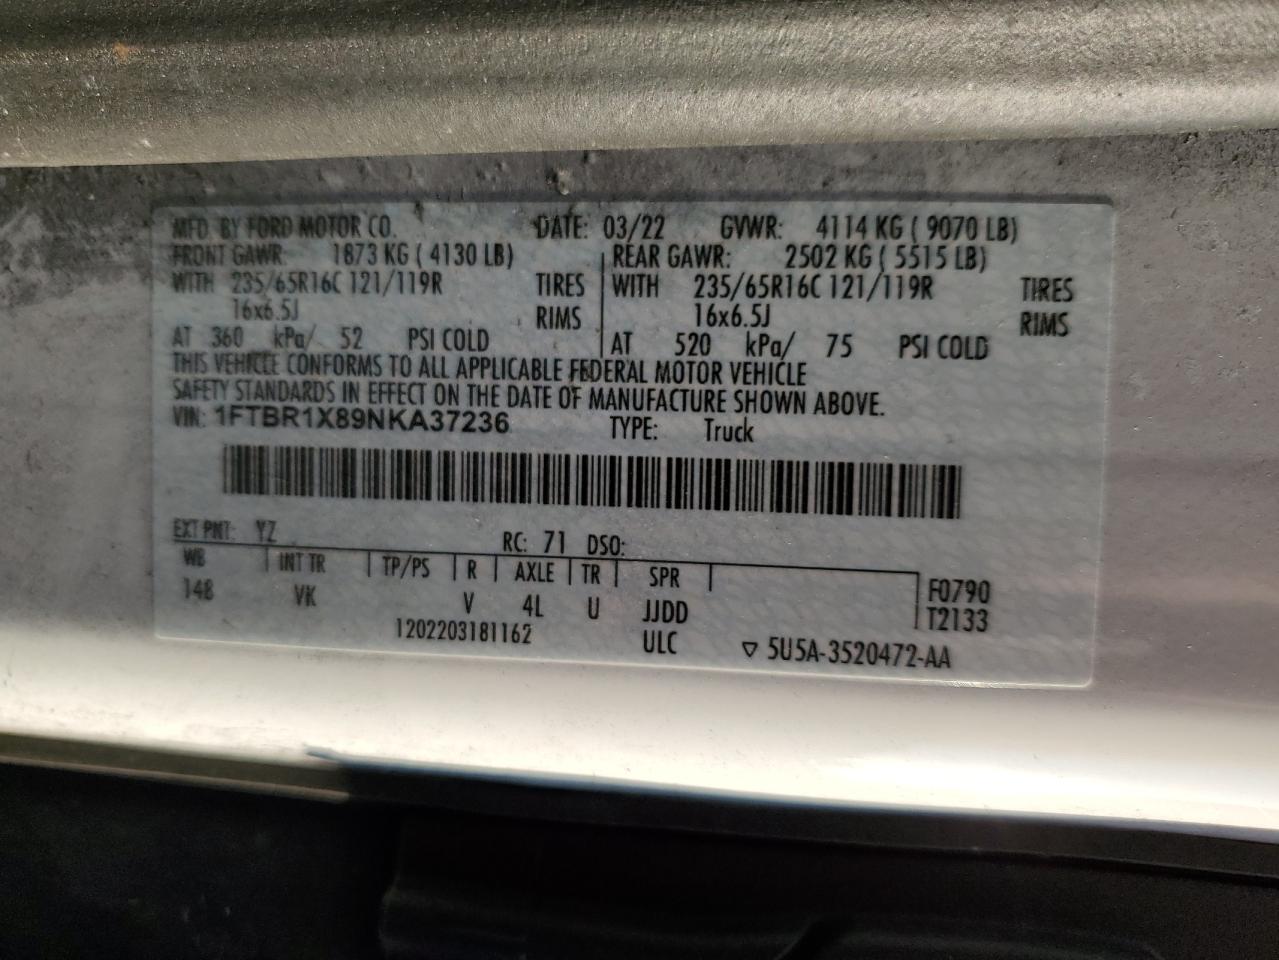 MFD. BY FORD MOTOR CO. DATE: 03/22 GVWR: 4114 KG ( 9070 LB)
FRONT GAWR: 1873 KG ( 4130 LB) REAR GAWR: 2502 KG ( 5515 LB)
WITH 235/65R16C 121/119R TIRES WITH 235/65R16C 121/119R TIRES
16x6.5J RIMS 16x6.5J RIMS
AT 360 kPa/ 52 PSI COLD AT 520 kPa/ 75 PSI COLD
THIS VEHICLE CONFORMS TO ALL APPLICABLE FEDERAL MOTOR VEHICLE
SAFETY STANDARDS IN EFFECT ON THE DATE OF MANUFACTURE SHOWN ABOVE.
VIN: 1FTBR1X89NKA37236 TYPE: Truck
EXT PNT: YZ RC: 71 DSO:
WB INT TR TP/PS R AXLE TR SPR F0790
148 VK V 4L U JJDD T2133
1202203181162 ULC ▽ 5U5A-3520472-AA